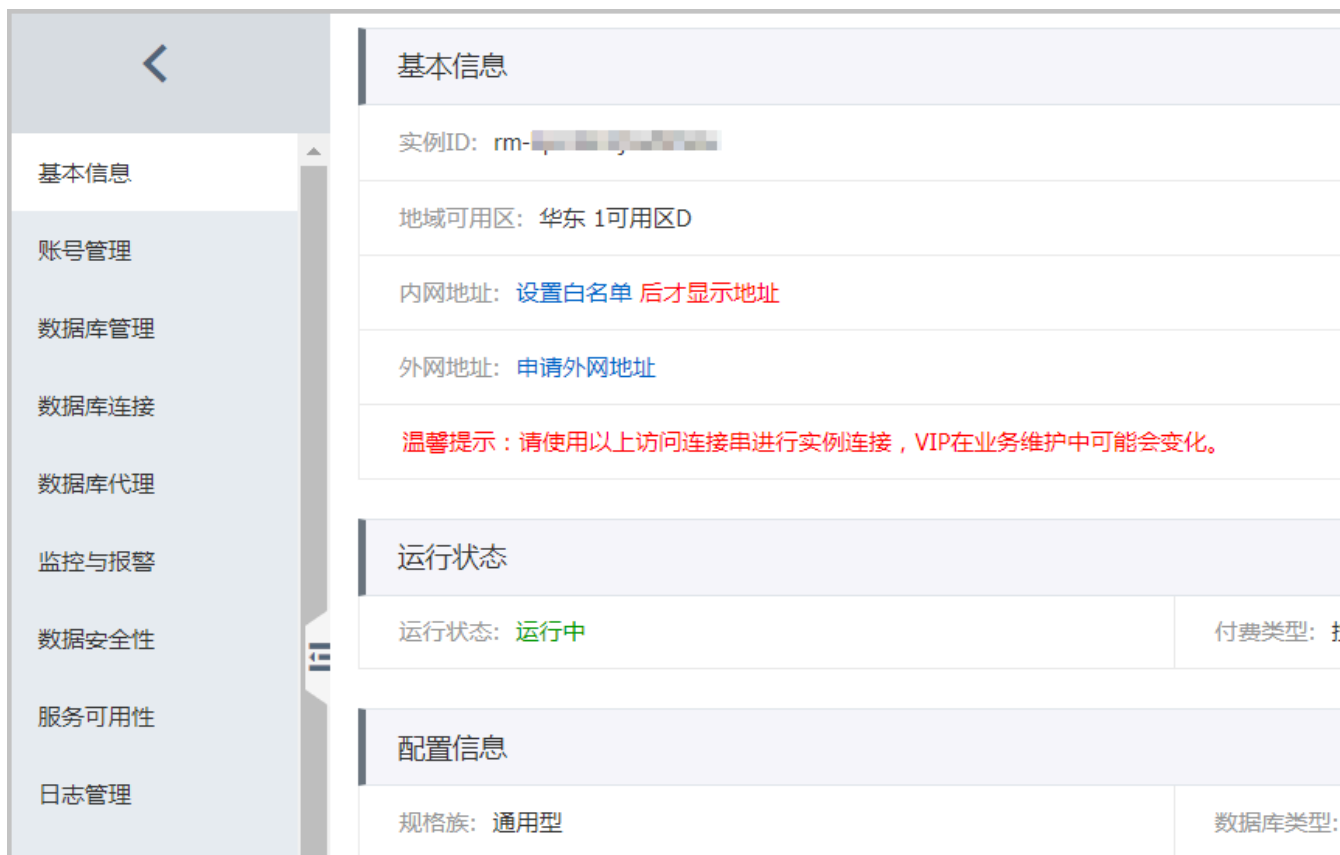 基本信息
账号管理
数据库管理
数据库连接
数据库代理
监控与报警
数据安全性
服务可用性
日志管理
基本信息
实例ID: rm-
地域可用区: 华东 1可用区D
内网地址: 设置白名单 后才显示地址
外网地址: 申请外网地址
温馨提示：请使用以上访问连接串进行实例连接，VIP在业务维护中可能会变化。
运行状态
运行状态: 运行中
付费类型:
配置信息
规格族: 通用型
数据库类型: